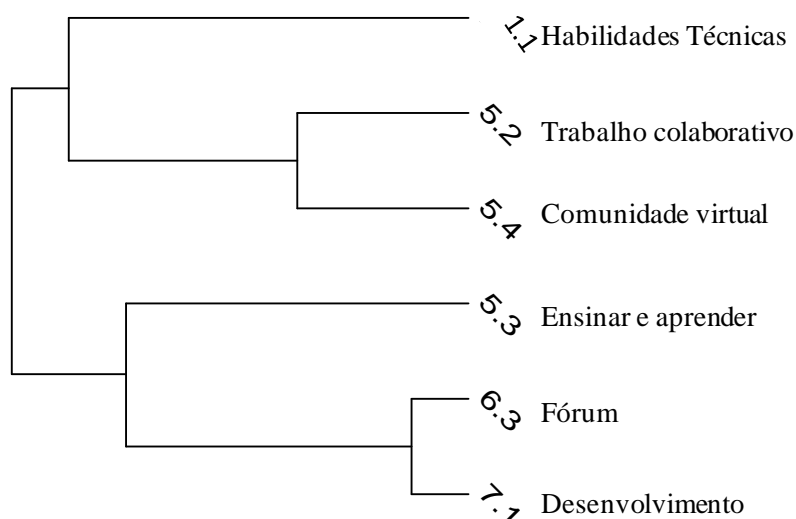 1.1 Habilidades Técnicas
5.2 Trabalho colaborativo
5.4 Comunidade virtual
5.3 Ensinar e aprender
6.3 Fórum
7.1 Desenvolvimento